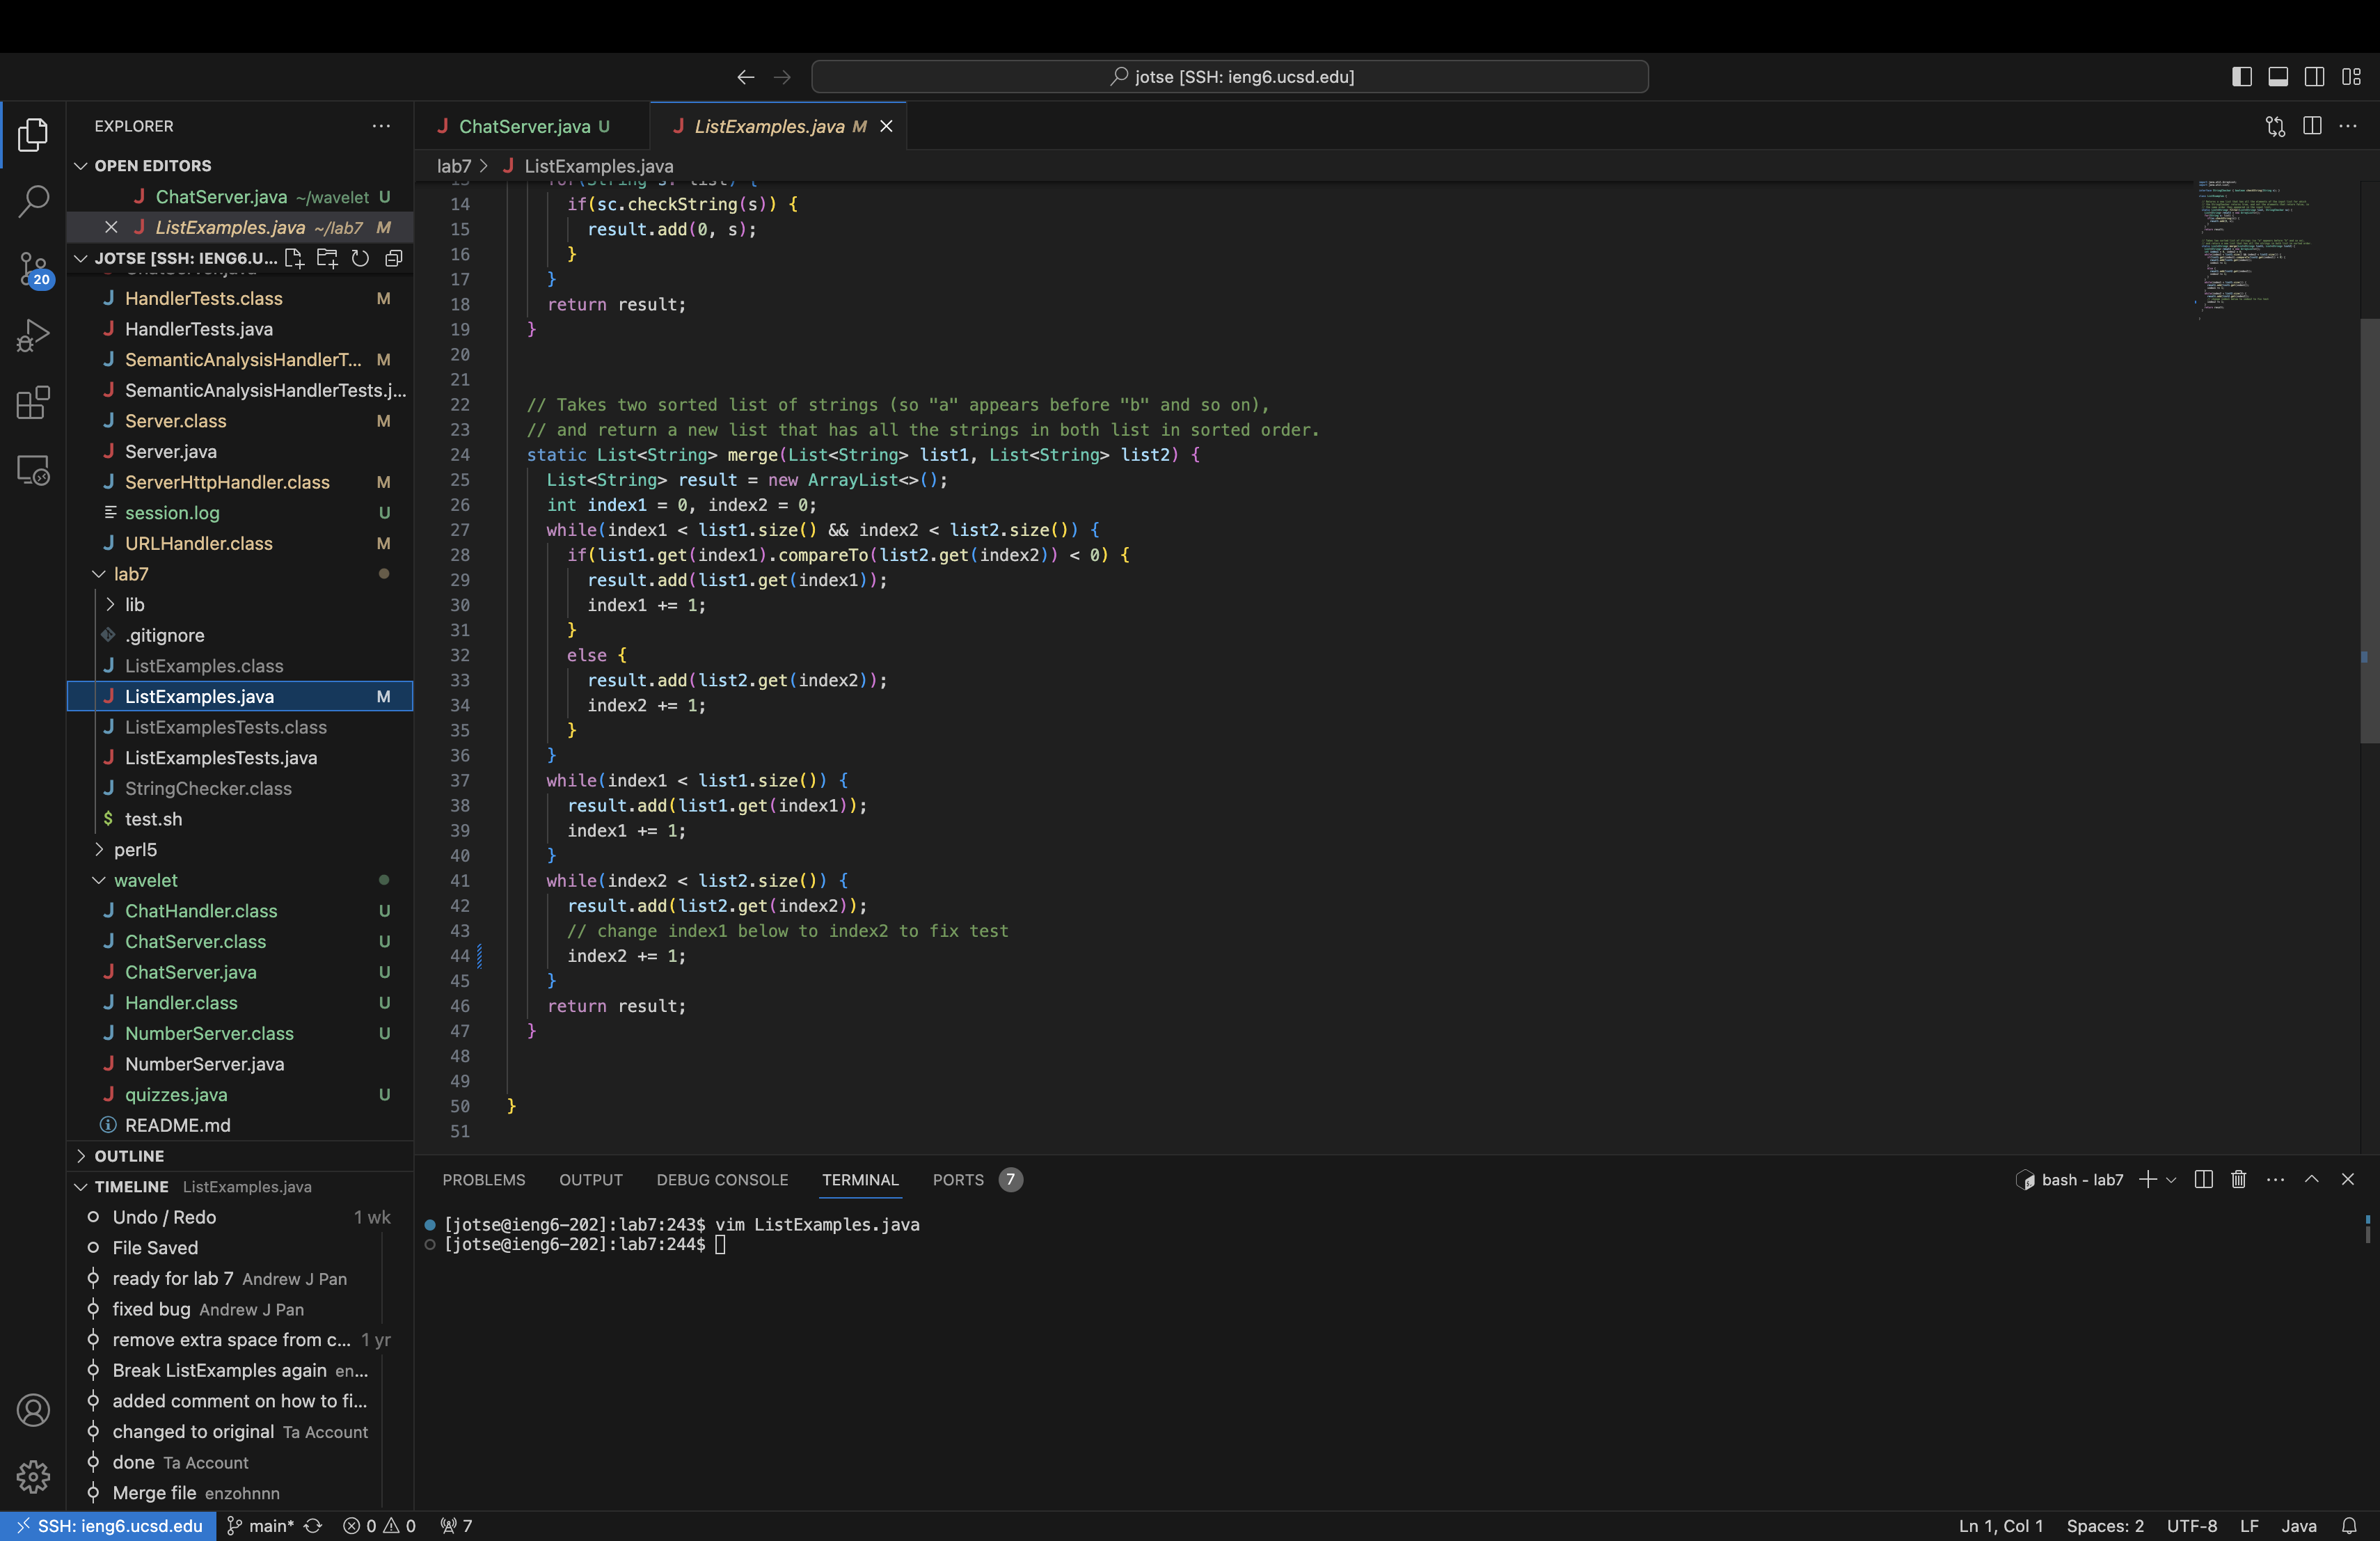 jotse [SSH: ieng6.ucsd.edu]
EXPLORER
OPEN EDITORS
ChatServer.java ~/wavelet U
ListExamples.java ~/lab7 M
JOTSE [SSH: IENG6.U...
20
HandlerTests.class M
HandlerTests.java
SemanticAnalysisHandlerT... M
SemanticAnalysisHandlerTests.j...
Server.class M
Server.java
ServerHttpHandler.class M
session.log U
URLHandler.class M
lab7
lib
.gitignore
ListExamples.class
ListExamples.java M
ListExamplesTests.class
ListExamplesTests.java
StringChecker.class
test.sh
perl5
wavelet
ChatHandler.class U
ChatServer.class U
ChatServer.java U
Handler.class U
NumberServer.class U
NumberServer.java
quizzes.java U
README.md
OUTLINE
TIMELINE ListExamples.java
Undo / Redo 1 wk
File Saved
ready for lab 7 Andrew J Pan
fixed bug Andrew J Pan
remove extra space from c... 1 yr
Break ListExamples again en...
added comment on how to fi...
changed to original Ta Account
done Ta Account
Merge file enzohnnn
ChatServer.java U
ListExamples.java M
lab7 > ListExamples.java
14 if(sc.checkString(s)) {
15 result.add(0, s);
16 }
17 }
18 return result;
19 }
20
21
22 // Takes two sorted list of strings (so "a" appears before "b" and so on),
23 // and return a new list that has all the strings in both list in sorted order.
24 static List<String> merge(List<String> list1, List<String> list2) {
25 List<String> result = new ArrayList<>();
26 int index1 = 0, index2 = 0;
27 while(index1 < list1.size() && index2 < list2.size()) {
28 if(list1.get(index1).compareTo(list2.get(index2)) < 0) {
29 result.add(list1.get(index1));
30 index1 += 1;
31 }
32 else {
33 result.add(list2.get(index2));
34 index2 += 1;
35 }
36 }
37 while(index1 < list1.size()) {
38 result.add(list1.get(index1));
39 index1 += 1;
40 }
41 while(index2 < list2.size()) {
42 result.add(list2.get(index2));
43 // change index1 below to index2 to fix test
44 index2 += 1;
45 }
46 return result;
47 }
48
49
50 }
51
PROBLEMS OUTPUT DEBUG CONSOLE TERMINAL PORTS 7
bash - lab7
[jotse@ieng6-202]:lab7:243$ vim ListExamples.java
[jotse@ieng6-202]:lab7:244$
SSH: ieng6.ucsd.edu main* 0 0 7
Ln 1, Col 1 Spaces: 2 UTF-8 LF Java